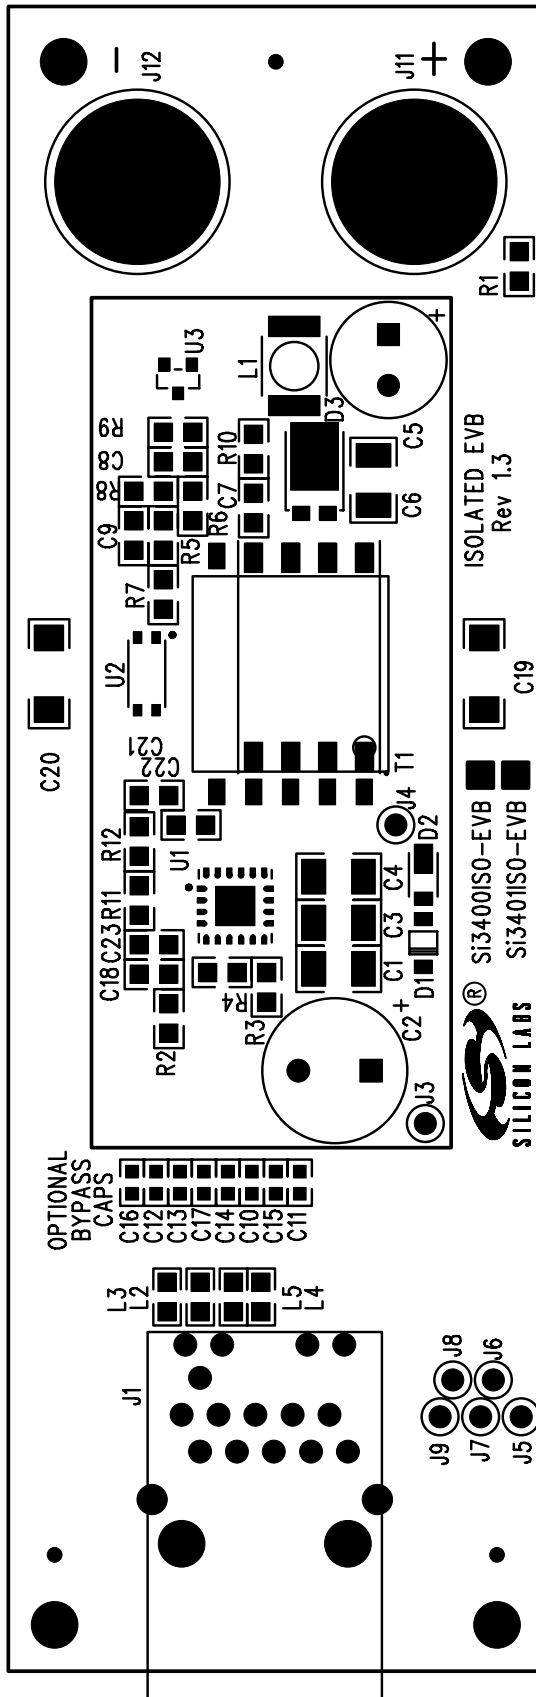 -
J12
J11
+
R1
+
U3
L1
D3
C5
R9
C8
R8
R10
C7
C6
C9
R6
R5
R7
ISOLATED EVB
Rev 1.3
U2
C20
C19
C21
C22
T1
J4
D2
R12
U1
R11
C23
C18
C4
C3
C1
D1
Si3400ISO-EVB
Si3401ISO-EVB
R2
R4
R3
C2
+
J3
®
SILICON LABS
OPTIONAL
BYPASS
CAPS
C16
C12
C13
C17
C14
C10
C15
C11
L3
L2
L5
L4
J1
J8
J6
J9
J7
J5